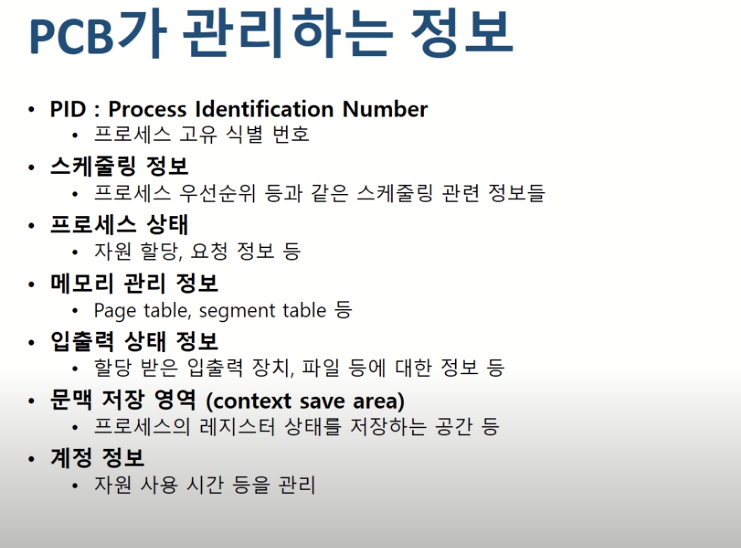 PCB가 관리하는 정보
• PID : Process Identification Number
• 프로세스 고유 식별 번호
• 스케줄링 정보
• 프로세스 우선순위 등과 같은 스케줄링 관련 정보들
• 프로세스 상태
• 자원 할당, 요청 정보 등
• 메모리 관리 정보
• Page table, segment table 등
• 입출력 상태 정보
• 할당 받은 입출력 장치, 파일 등에 대한 정보 등
• 문맥 저장 영역 (context save area)
• 프로세스의 레지스터 상태를 저장하는 공간 등
• 계정 정보
• 자원 사용 시간 등을 관리